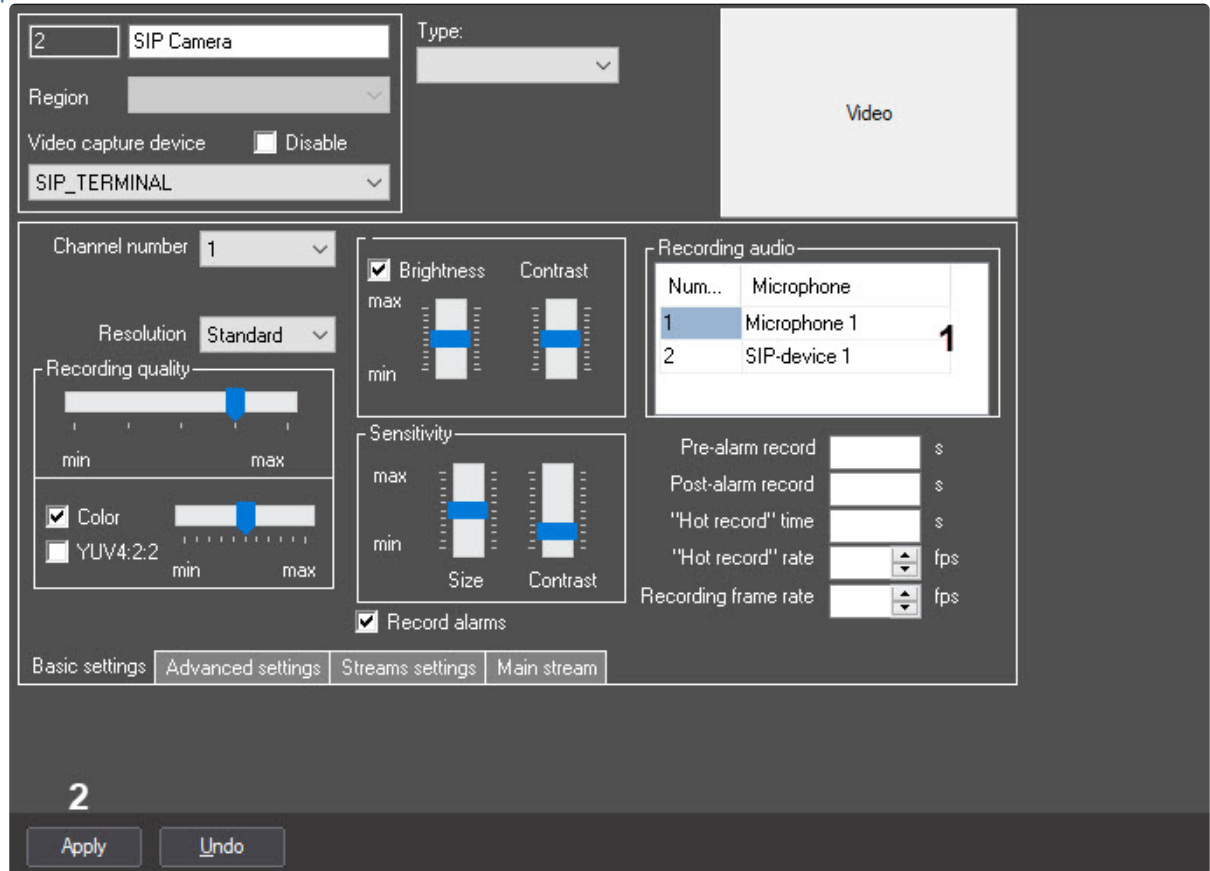 2 SIP Camera
Type:
Region
Video
Video capture device Disable
SIP_TERMINAL
Channel number 1
Resolution Standard
Recording quality
min max
Color
YUV4:2:2
min max
Brightness Contrast
max
min
Sensitivity
max
min
Size Contrast
Record alarms
Recording audio
Num... Microphone
1 Microphone 1
2 SIP-device 1
1
Pre-alarm record s
Post-alarm record s
"Hot record" time s
"Hot record" rate fps
Recording frame rate fps
Basic settings Advanced settings Streams settings Main stream
2
Apply Undo